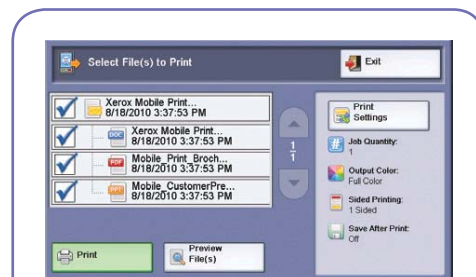 Select File(s) to Print
Exit
Xerox Mobile Print...
8/18/2010 3:37:53 PM
DOC
Xerox Mobile Print...
8/18/2010 3:37:53 PM
PDF
Mobile_Print_Broch...
8/18/2010 3:37:53 PM
PPT
Mobile_CustomerPre...
8/18/2010 3:37:53 PM
1
1
Print
Settings
Job Quantity:
1
Output Color:
Full Color
Sided Printing:
1 Sided
Save After Print:
Off
Print
Preview
File(s)